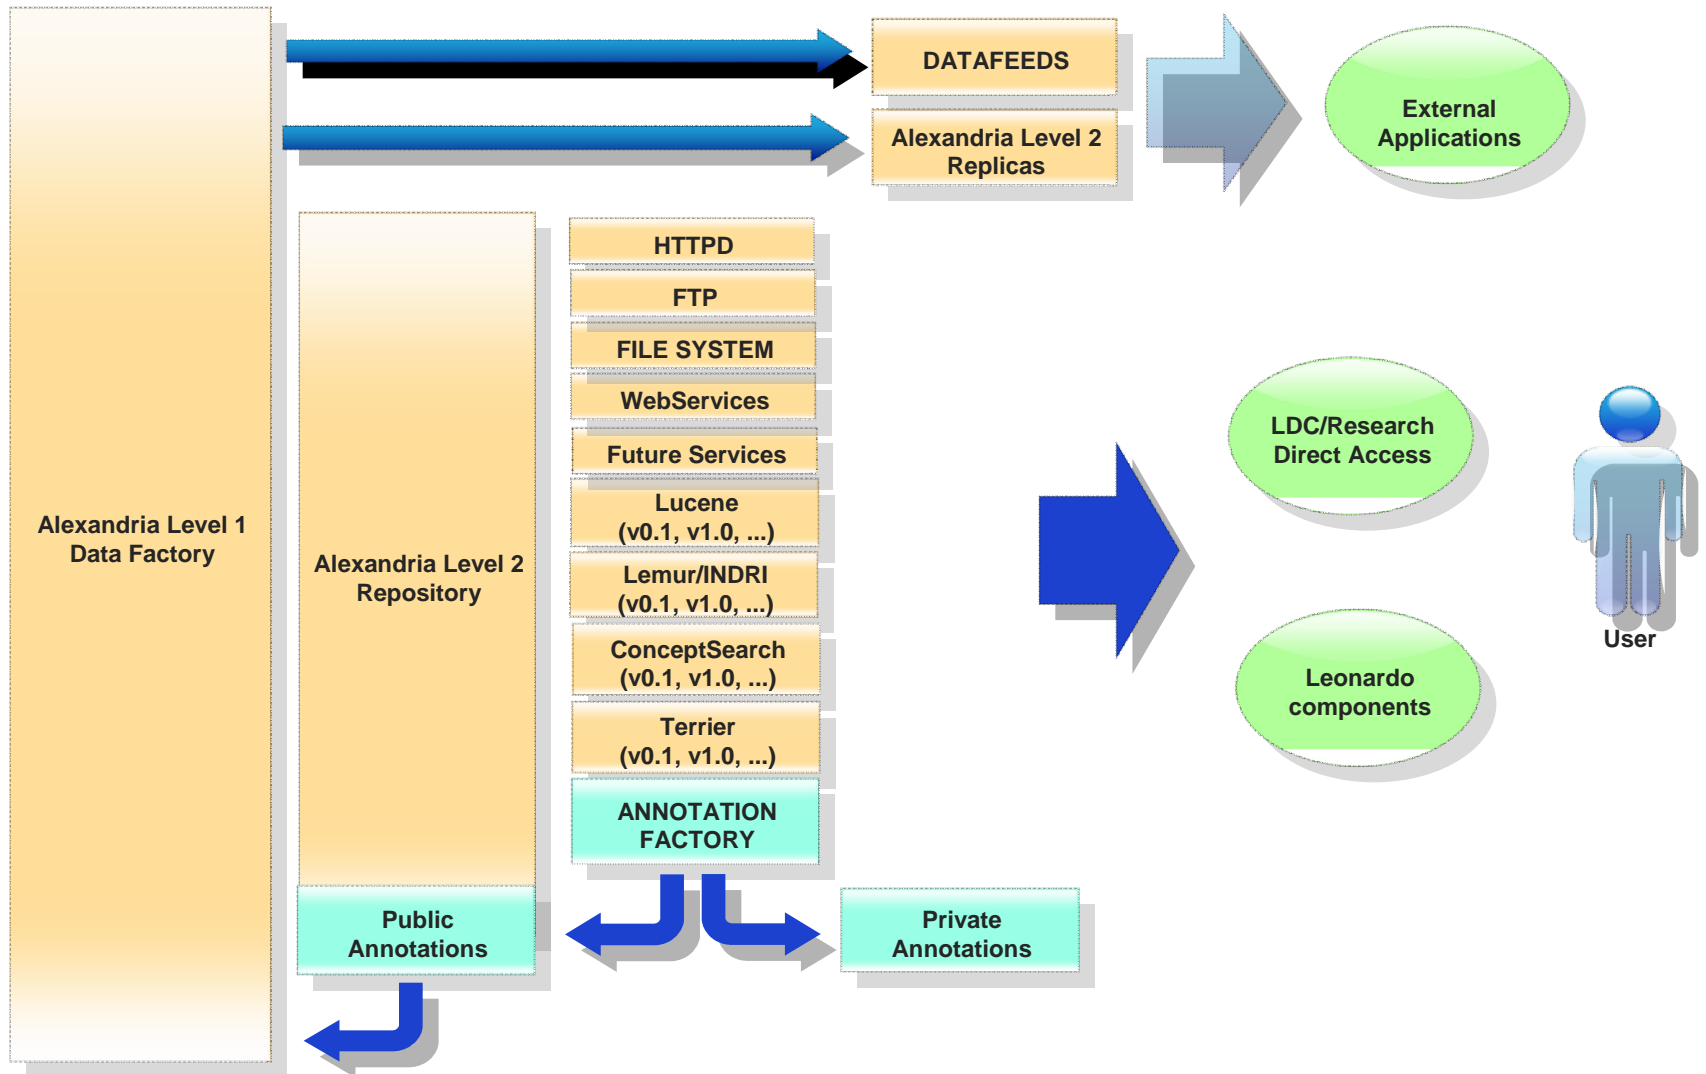 DATAFEEDS
External
Applications
Alexandria Level 2
Replicas
HTTPD
FTP
FILE SYSTEM
WebServices
Future Services
Lucene
(v0.1, v1.0, ...)
Lemur/INDRI
(v0.1, v1.0, ...)
ConceptSearch
(v0.1, v1.0, ...)
Terrier
(v0.1, v1.0, ...)
ANNOTATION
FACTORY
Alexandria Level 1
Data Factory
Alexandria Level 2
Repository
LDC/Research
Direct Access
User
Leonardo
components
Public
Annotations
Private
Annotations